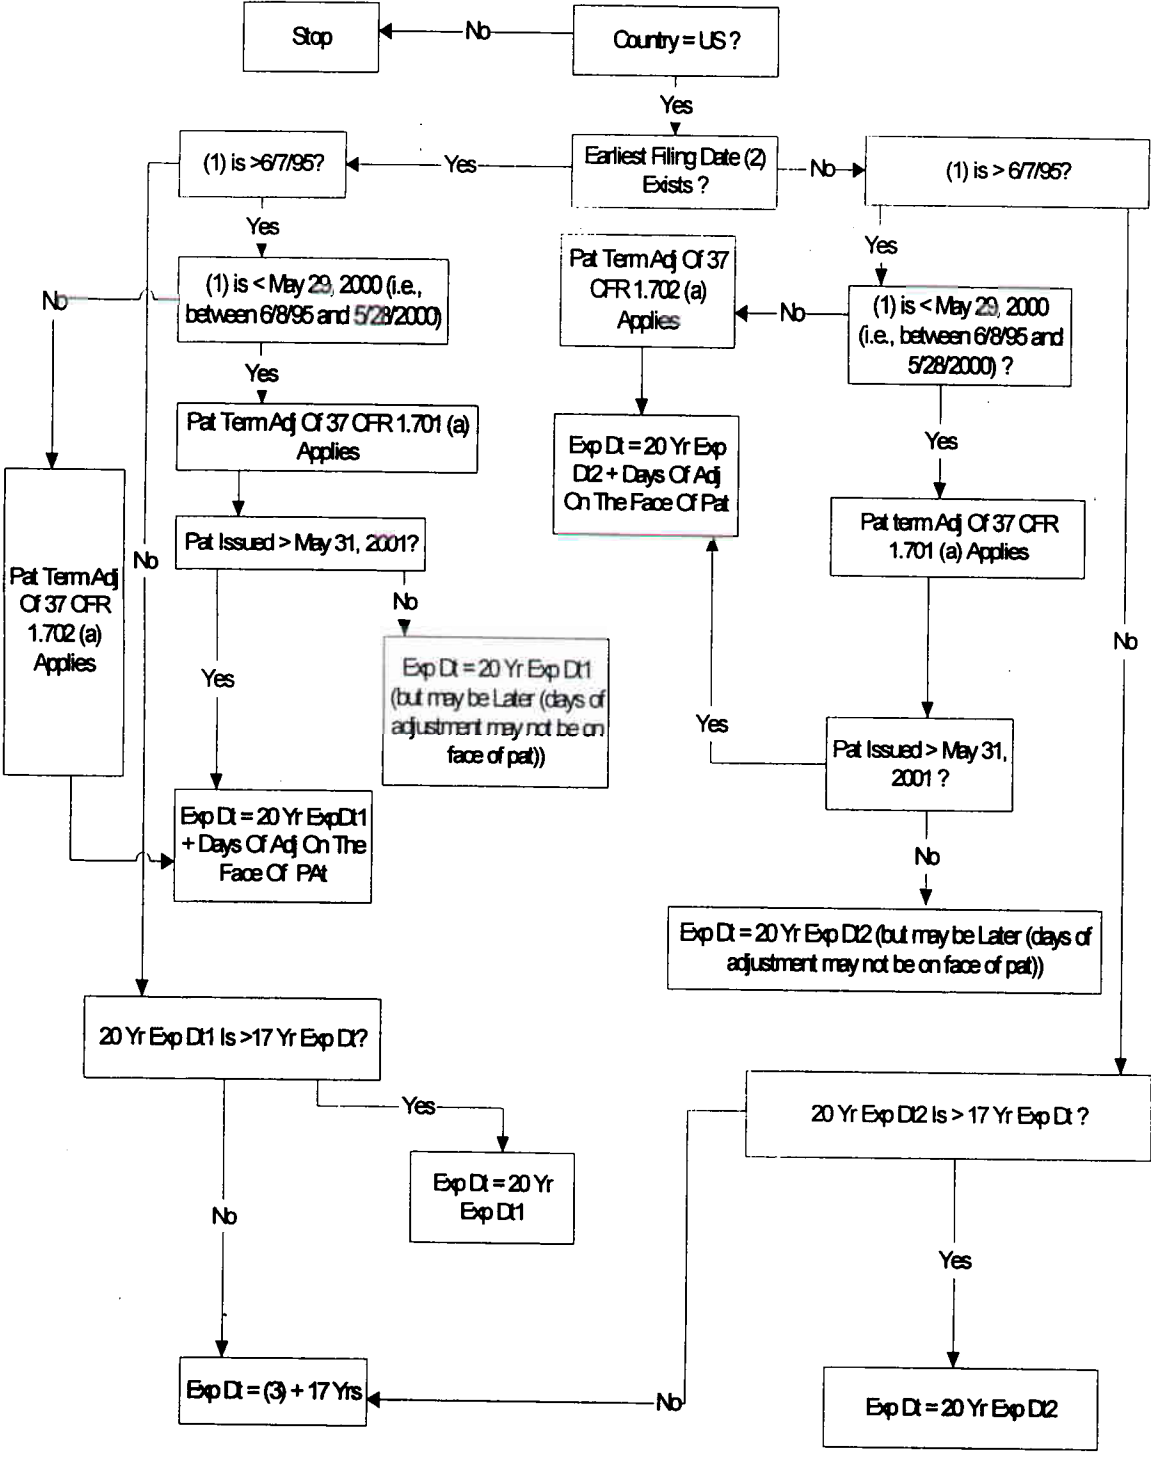 Stop
No
Country = US ?
Yes
(1) is >6/7/95?
Yes
Earliest Filing Date (2)
Exists ?
No
(1) is > 6/7/95?
Yes
Yes
Pat Term Adj Of 37
CFR 1.702 (a)
Applies
No
(1) is < May 29, 2000 (i.e.,
between 6/8/95 and 5/28/2000)
No
(1) is < May 29, 2000
(i.e., between 6/8/95 and
5/28/2000) ?
Yes
Pat Term Adj Of 37 CFR 1.701 (a)
Applies
Exp Dt = 20 Yr Exp
Dt2 + Days Of Adj
On The Face Of Pat
Yes
Pat term Adj Of 37 CFR
1.701 (a) Applies
Pat Issued > May 31, 2001?
No
Pat Term Adj
Of 37 CFR
1.702 (a)
Applies
No
Yes
Exp Dt = 20 Yr Exp Dt1
(but may be Later (days of
adjustment may not be on
face of pat))
No
Yes
Pat Issued > May 31,
2001 ?
Exp Dt = 20 Yr ExpDt1
+ Days Of Adj On The
Face Of PAt
No
Exp Dt = 20 Yr Exp Dt2 (but may be Later (days of
adjustment may not be on face of pat))
20 Yr Exp Dt1 Is >17 Yr Exp Dt?
Yes
20 Yr Exp Dt2 Is > 17 Yr Exp Dt ?
Exp Dt = 20 Yr
Exp Dt1
No
Yes
Exp Dt = (3) + 17 Yrs
No
Exp Dt = 20 Yr Exp Dt2